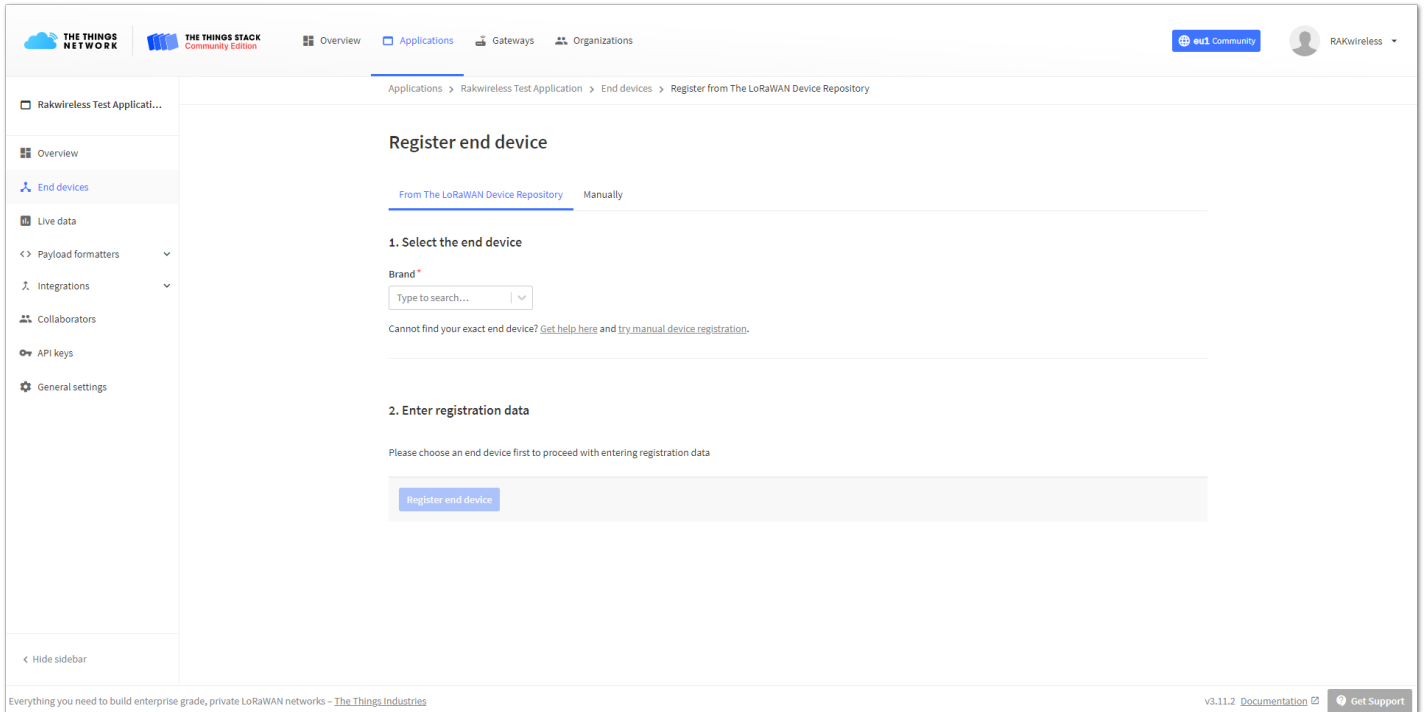 THE THINGS NETWORK
THE THINGS STACK
Community Edition
Overview
Applications
Gateways
Organizations
eu1 Community
RAKwireless
Applications > Rakwireless Test Application > End devices > Register from The LoRaWAN Device Repository
Rakwireless Test Applicati...
Overview
End devices
Live data
Payload formatters
Integrations
Collaborators
API keys
General settings
Hide sidebar
Register end device
From The LoRaWAN Device Repository
Manually
1. Select the end device
Brand *
Type to search...
Cannot find your exact end device? Get help here and try manual device registration.
2. Enter registration data
Please choose an end device first to proceed with entering registration data
Register end device
Everything you need to build enterprise grade, private LoRaWAN networks – The Things Industries
v3.11.2
Documentation
Get Support